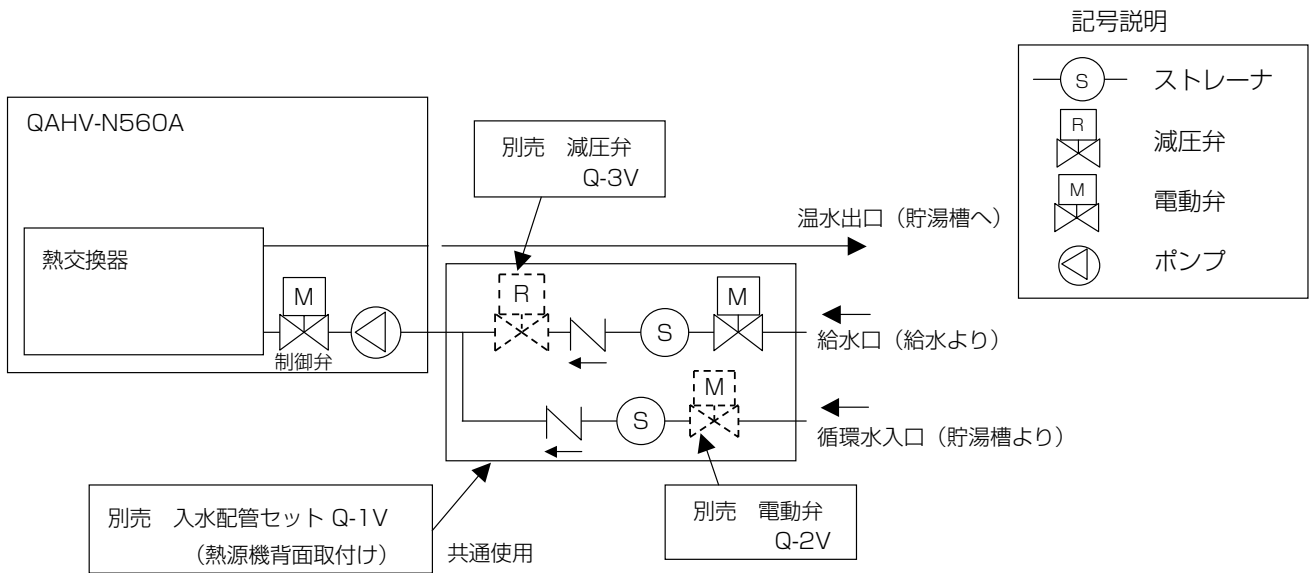 記号説明
S ストレーナ
R 減圧弁
M 電動弁
ポンプ
QAHV-N560A
別売 減圧弁
Q-3V
温水出口（貯湯槽へ）
熱交換器
M
R
M
S
給水口（給水より）
制御弁
M
S
循環水入口（貯湯槽より）
別売 入水配管セット Q-1V
（熱源機背面取付け）
共通使用
別売 電動弁
Q-2V